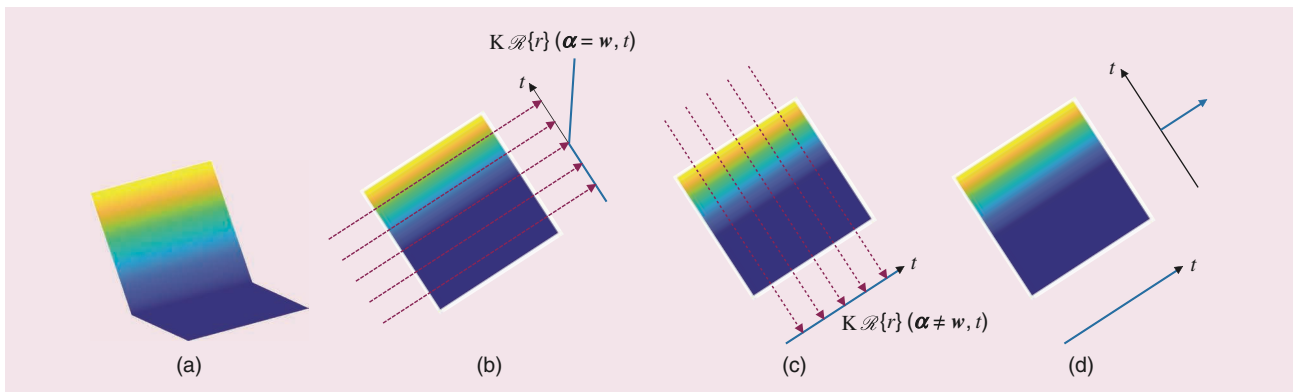 K ℛ{r} (α = w, t)
t
t
K ℛ{r} (α ≠ w, t)
t
t
(a)
(b)
(c)
(d)